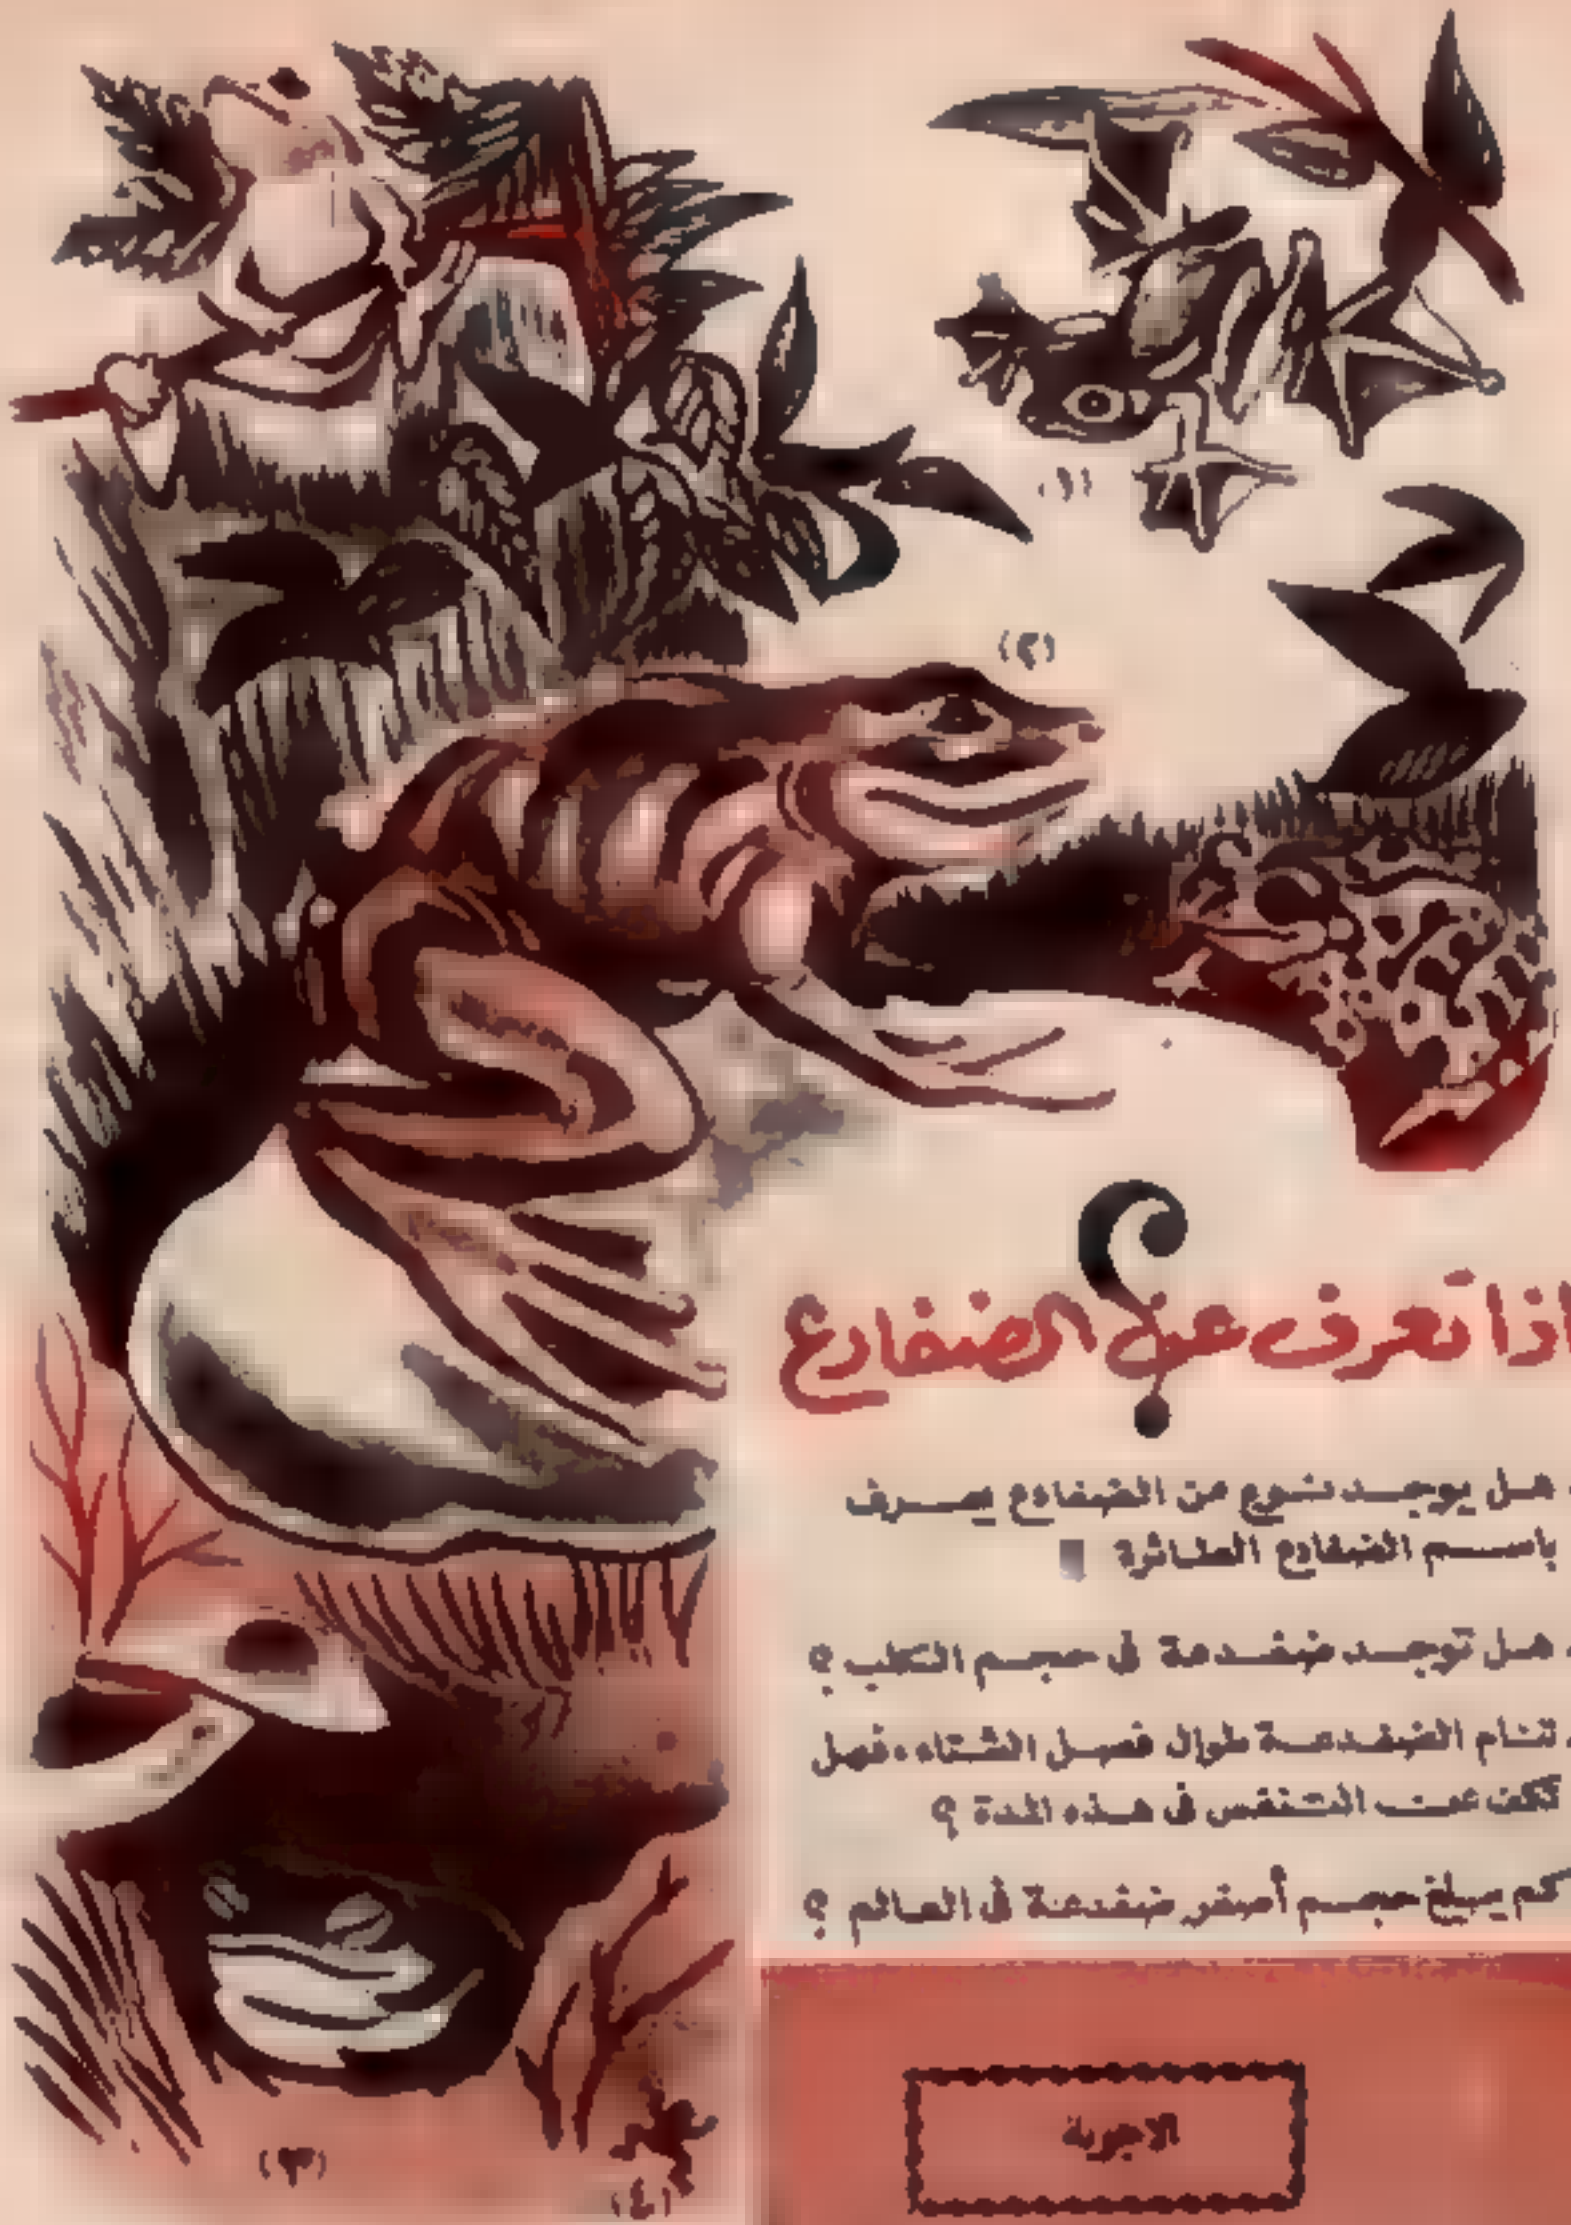 (١)
(٢)
اذا تعرف عن الضفادع ؟
هل يوجد نوع من الضفادع يعرف
باسم الضفادع الطائرة
هل توجد ضفدعة في حجم الكلب ؟
تنام الضفدعة طوال فصل الشتاء ، فهل
تكف عن التنفس في هذه المدة ؟
كم يبلغ حجم أصغر ضفدعة في العالم ؟
الاجوبة
(٣)
(٤)